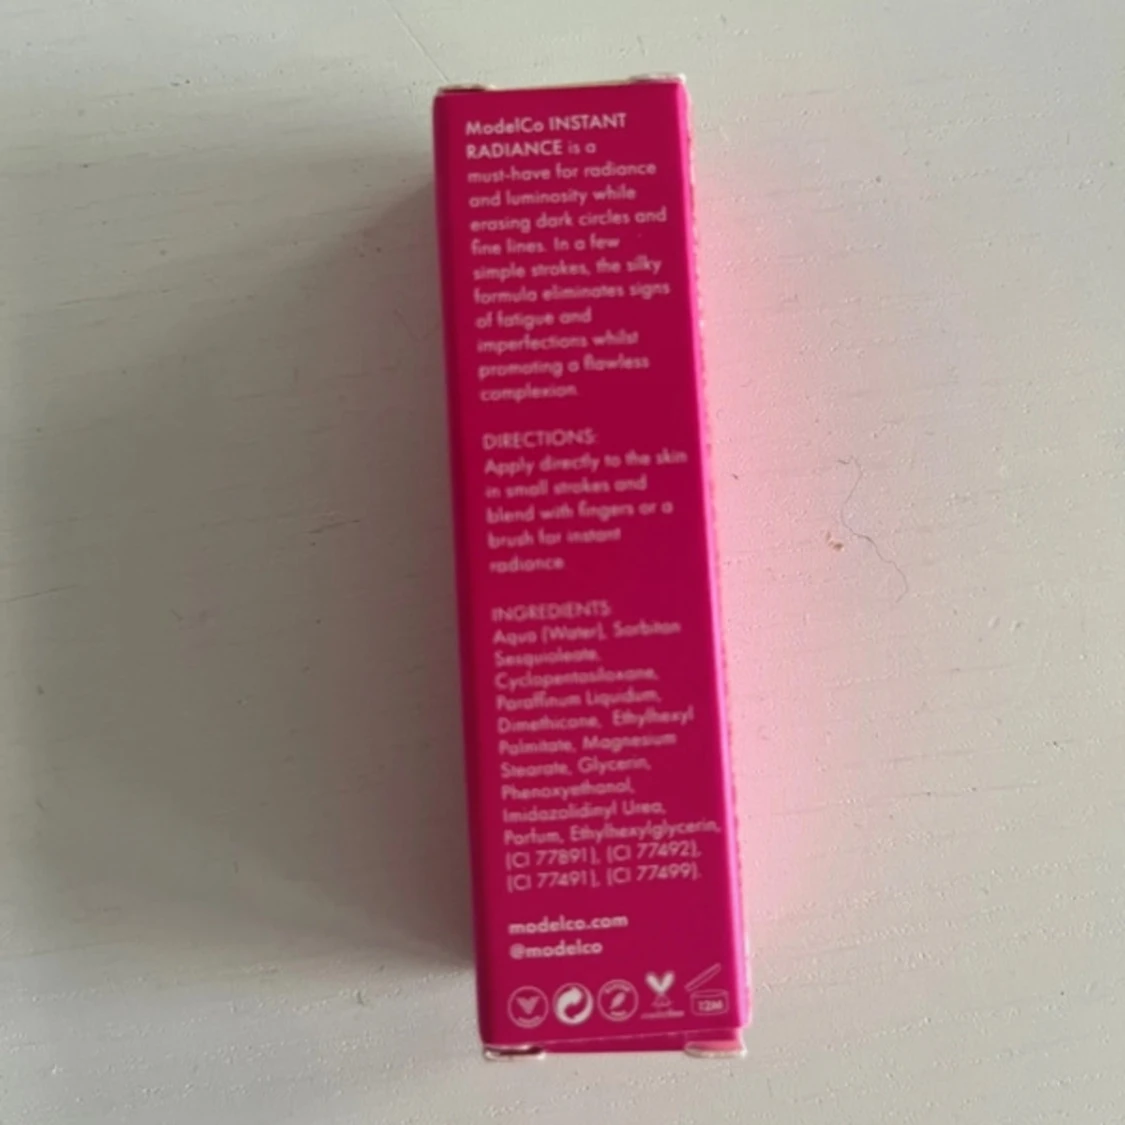 ModelCo INSTANT
RADIANCE is a
must-have for radiance
and luminosity while
erasing dark circles and
fine lines. In a few
simple strokes, the silky
formula eliminates signs
of fatigue and
imperfections whilst
promoting a flawless
complexion.
DIRECTIONS:
Apply directly to the skin
in small strokes and
blend with fingers or a
brush for instant
radiance
INGREDIENTS:
Aqua (Water), Sorbitan
Sesquioleate,
Cyclopentasiloxane,
Paraffinum Liquidum,
Dimethicone, Ethylhexyl
Palmitate, Magnesium
Stearate, Glycerin,
Phenoxyethanol,
Imidazolidinyl Urea,
Parfum, Ethylhexylglycerin,
(CI 77891), (CI 77492),
(CI 77491), (CI 77499).
modelco.com
@modelco
12M